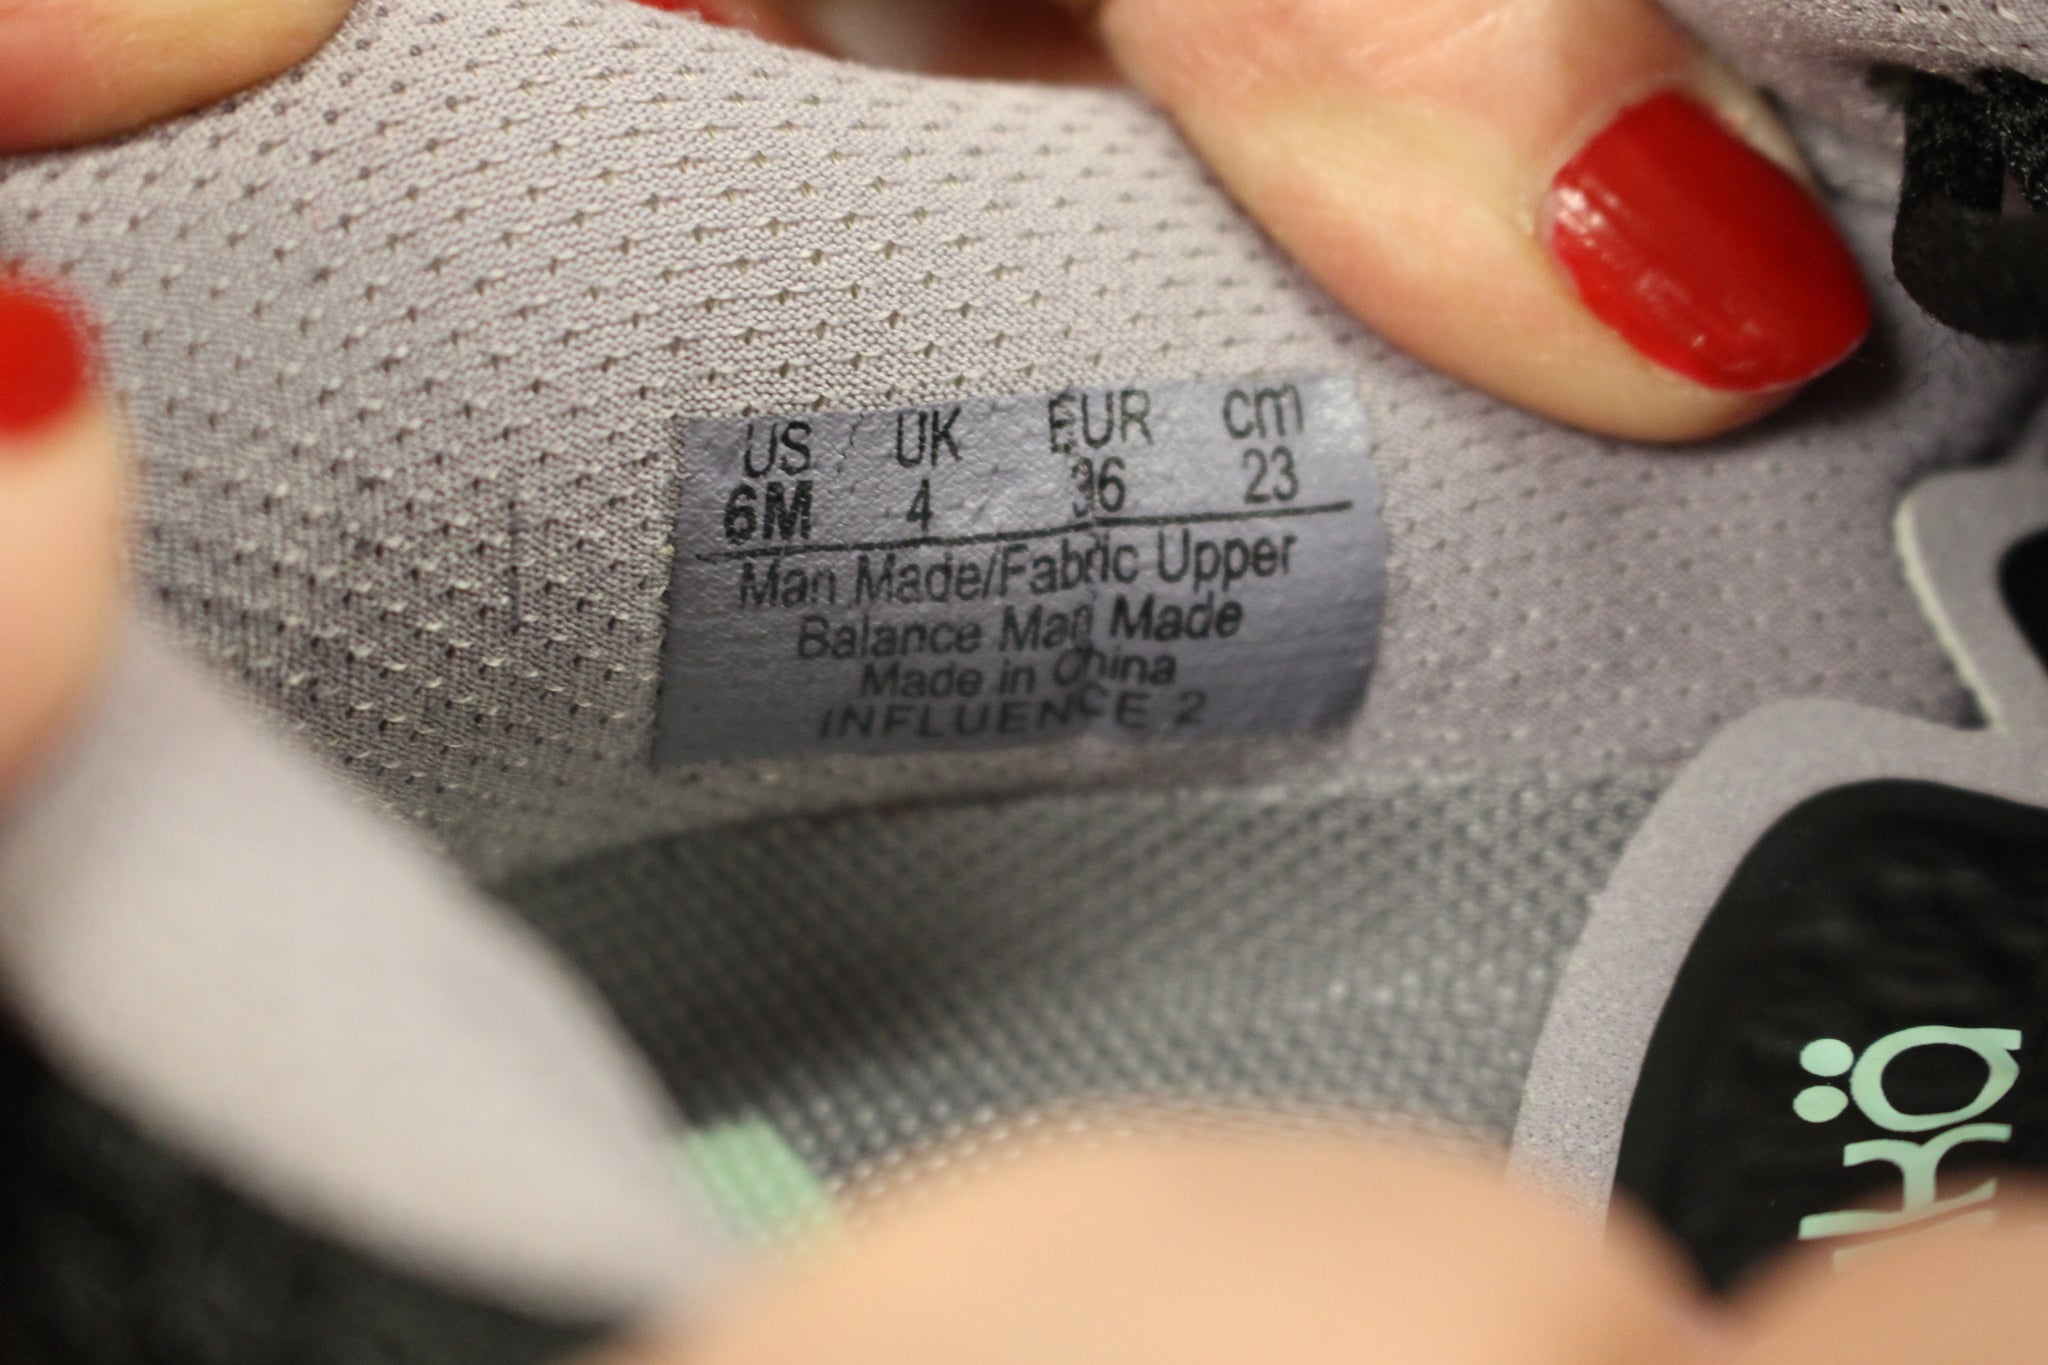 US UK EUR cm
6M 4 36 23
Man Made/Fabric Upper
Balance Man Made
Made in China
INFLUENCE 2